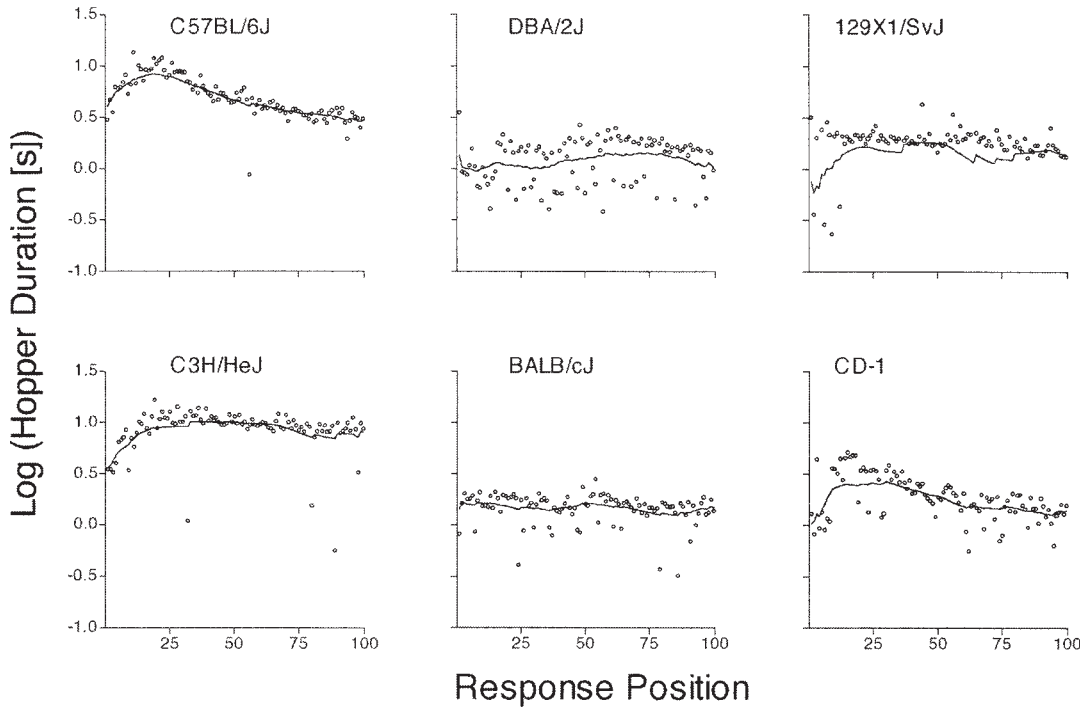 Log (Hopper Duration [s])
C57BL/6J
DBA/2J
129X1/SvJ
1.5
1.0
0.5
0.0
-0.5
-1.0
C3H/HeJ
BALB/cJ
CD-1
1.5
1.0
0.5
0.0
-0.5
-1.0
25 50 75 100
25 50 75 100
25 50 75 100
Response Position